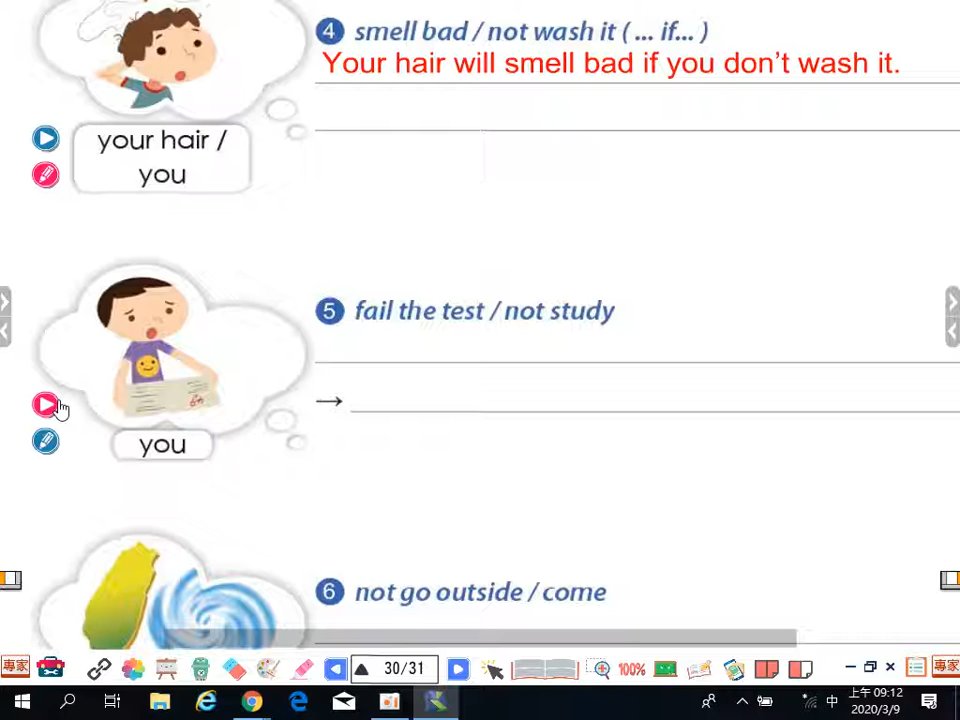 4 smell bad / not wash it ( ... if... )
Your hair will smell bad if you don't wash it.
your hair /
you
5 fail the test / not study
→
you
6 not go outside / come
專家
30/31
100%
專家
中
上午 09:12
2020/3/9